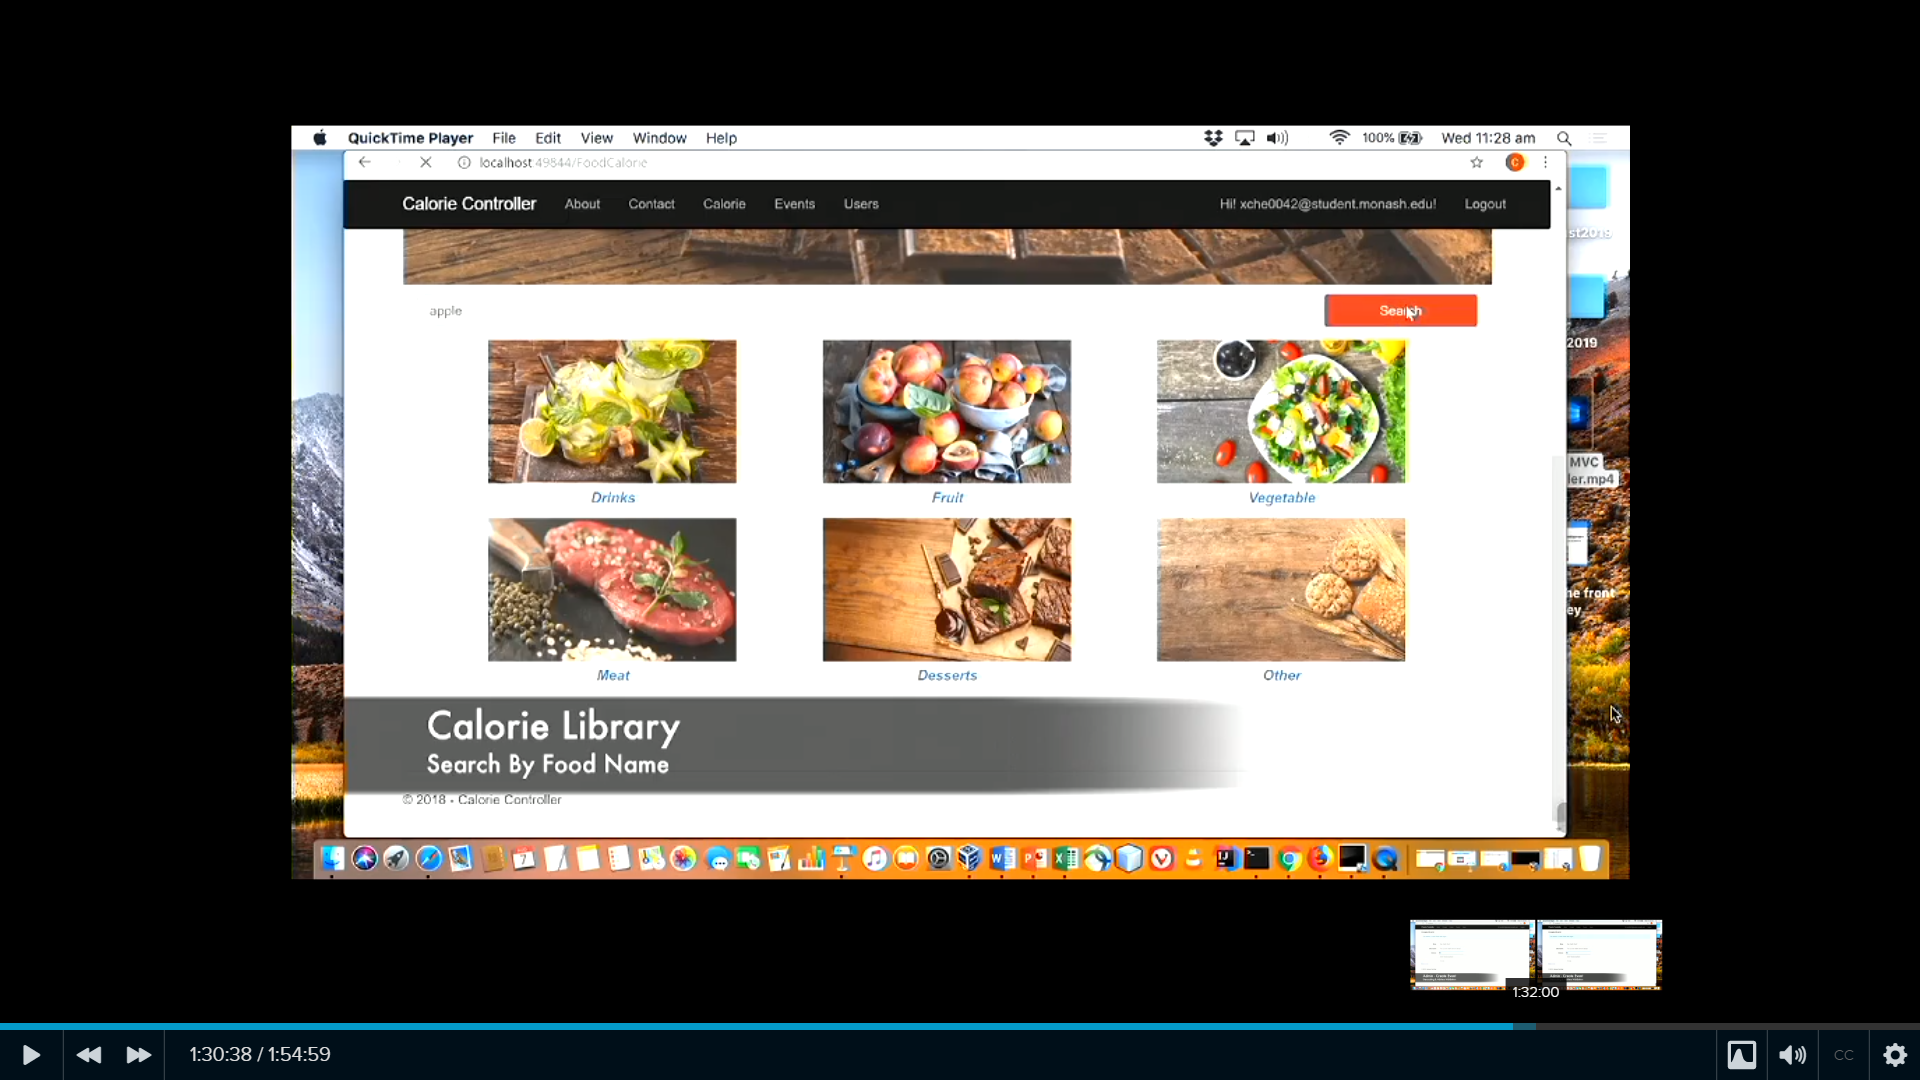 QuickTime Player File Edit View Window Help 100% Wed 11:28 am
localhost:49844/FoodCalorie
Calorie Controller About Contact Calorie Events Users Hi! xche0042@student.monash.edu! Logout
st2019
apple Search
2019
Drinks Fruit Vegetable
MVC
ler.mp4
he front
ey
Meat Desserts Other
Calorie Library
Search By Food Name
© 2018 - Calorie Controller
1:32:00
1:30:38 / 1:54:59 CC